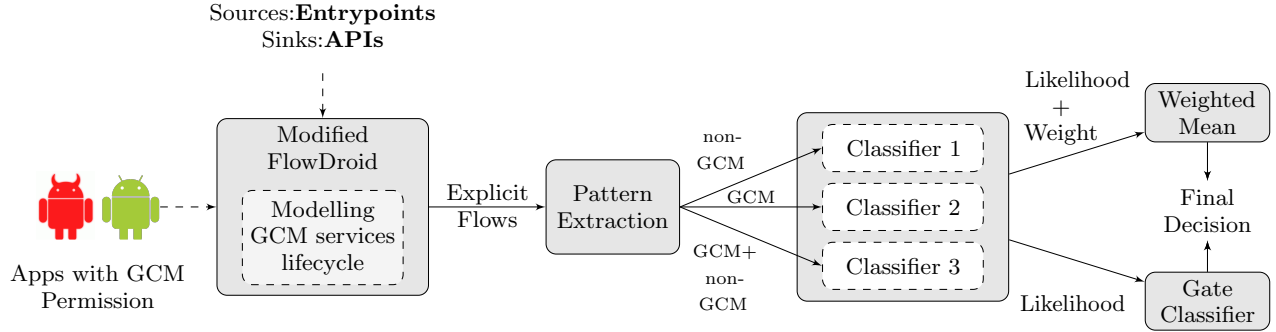 Sources:Entrypoints
Sinks:APIs
Apps with GCM
Permission
Modified
FlowDroid
Modelling
GCM services
lifecycle
Explicit
Flows
Pattern
Extraction
non-
GCM
GCM
GCM+
non-
GCM
Classifier 1
Classifier 2
Classifier 3
Likelihood
+
Weight
Likelihood
Weighted
Mean
Final
Decision
Gate
Classifier